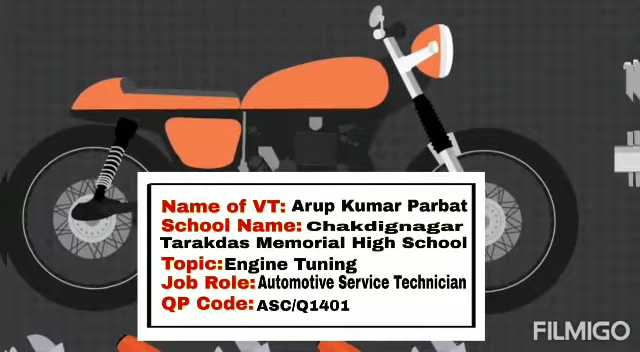 Name of VT: Arup Kumar Parbat
School Name: Chakdignagar
Tarakdas Memorial High School
Topic:Engine Tuning
Job Role:Automotive Service Technician
QP Code: ASC/Q1401
FILMIGO